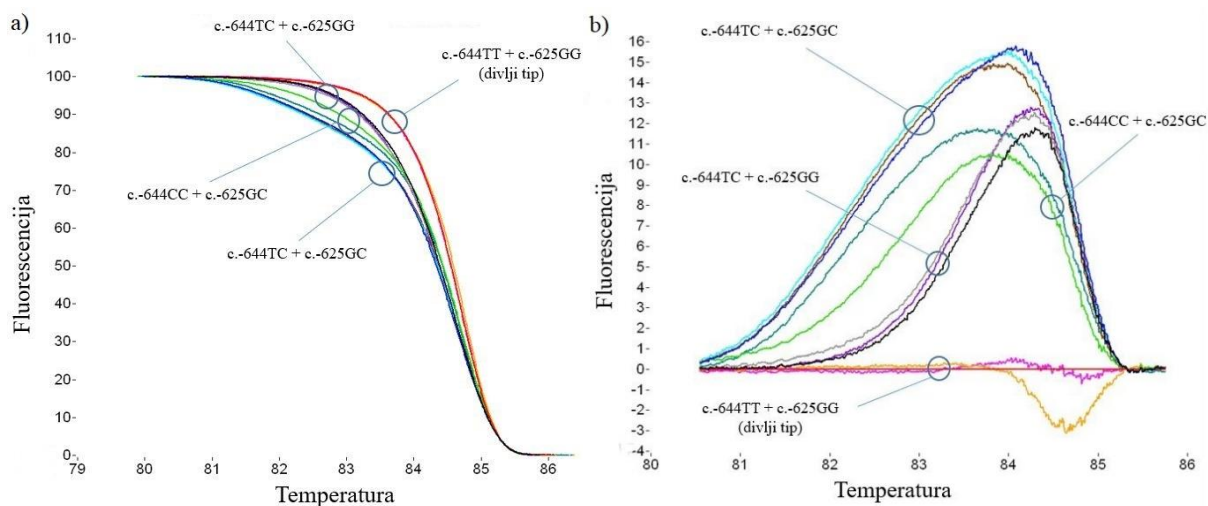 a)
c.-644TC + c.-625GG
c.-644TT + c.-625GG
(divlji tip)
c.-644CC + c.-625GC
c.-644TC + c.-625GC
Fluorescencija
110-
100-
90-
80-
70-
60-
50-
40-
30-
20-
10-
0-
79 80 81 82 83 84 85 86
Temperatura
b)
c.-644TC + c.-625GC
c.-644CC + c.-625GC
c.-644TC + c.-625GG
c.-644TT + c.-625GG
(divlji tip)
Fluorescencija
16-
15-
14-
13-
12-
11-
10-
9-
8-
7-
6-
5-
4-
3-
2-
1-
0-
-1-
-2-
-3-
-4-
80 81 82 83 84 85 86
Temperatura